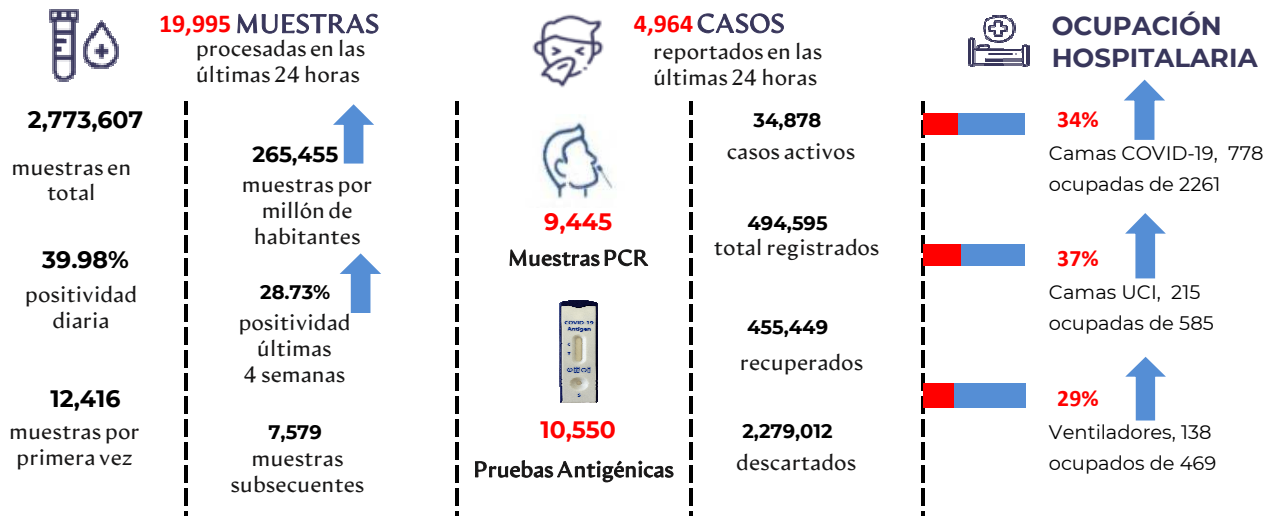 19,995 MUESTRAS
procesadas en las
últimas 24 horas
2,773,607
muestras en
total
39.98%
positividad
diaria
12,416
muestras por
primera vez
265,455
muestras por
millón de
habitantes
28.73%
positividad
últimas
4 semanas
7,579
muestras
subsecuentes
4,964 CASOS
reportados en las
últimas 24 horas
9,445
Muestras PCR
COVID-19
Antigen
C
T
S
10,550
Pruebas Antigénicas
34,878
casos activos
494,595
total registrados
455,449
recuperados
2,279,012
descartados
OCUPACIÓN
HOSPITALARIA
34%
Camas COVID-19, 778
ocupadas de 2261
37%
Camas UCI, 215
ocupadas de 585
29%
Ventiladores, 138
ocupados de 469